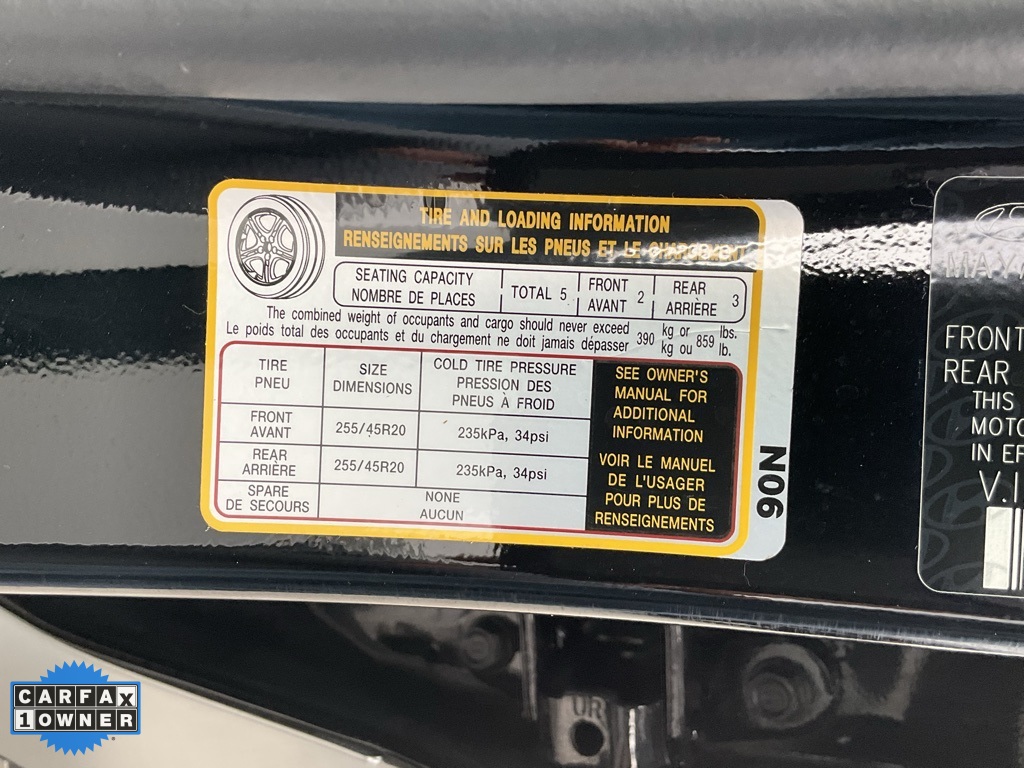 TIRE AND LOADING INFORMATION
RENSEIGNEMENTS SUR LES PNEUS ET LE CHARGEMENT
SEATING CAPACITY
NOMBRE DE PLACES
TOTAL 5
FRONT
AVANT
2
REAR
ARRIÈRE
3
The combined weight of occupants and cargo should never exceed 390 kg or 859 lbs.
Le poids total des occupants et du chargement ne doit jamais dépasser kg ou lb.
TIRE
PNEU
SIZE
DIMENSIONS
COLD TIRE PRESSURE
PRESSION DES
PNEUS À FROID
FRONT
AVANT
255/45R20
235kPa, 34psi
REAR
ARRIÈRE
255/45R20
235kPa, 34psi
SPARE
DE SECOURS
NONE
AUCUN
SEE OWNER'S
MANUAL FOR
ADDITIONAL
INFORMATION
VOIR LE MANUEL
DE L'USAGER
POUR PLUS DE
RENSEIGNEMENTS
90N
FRONT
REAR
THIS
V.I
UR
CARFAX
1 OWNER